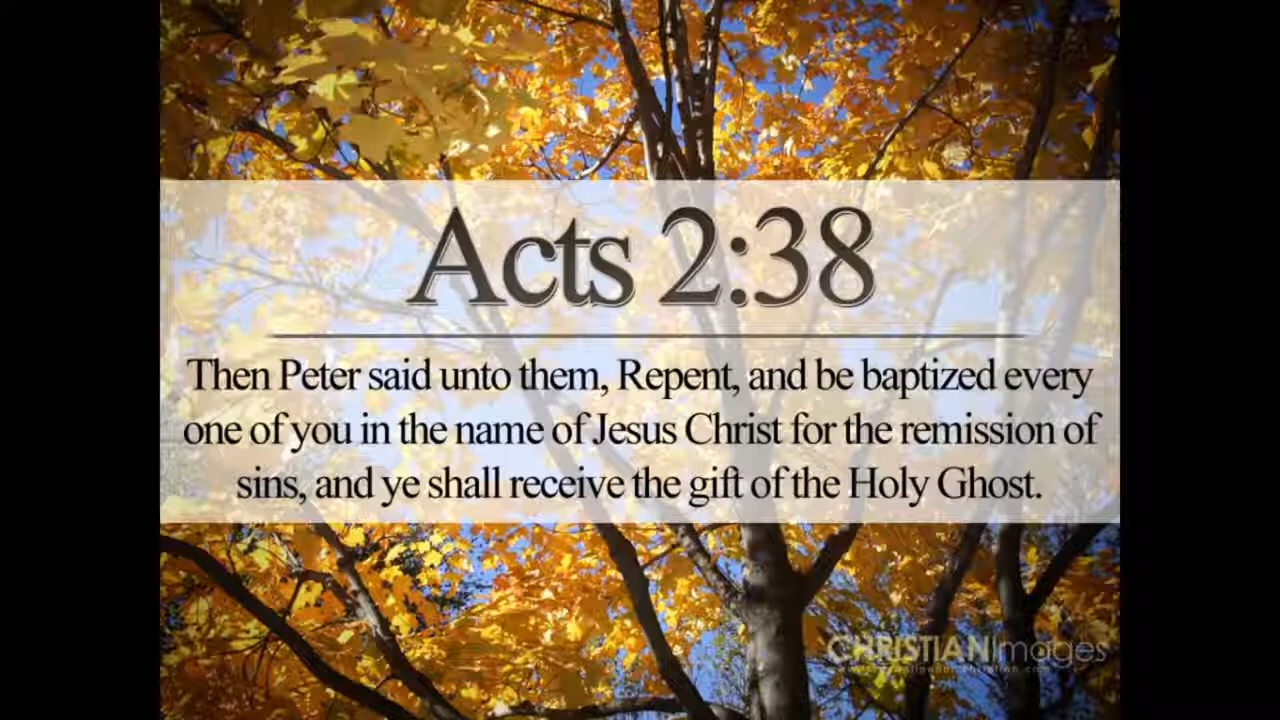 Acts 2:38
Then Peter said unto them, Repent, and be baptized every
one of you in the name of Jesus Christ for the remission of
sins, and ye shall receive the gift of the Holy Ghost.
CHRISTIANImages